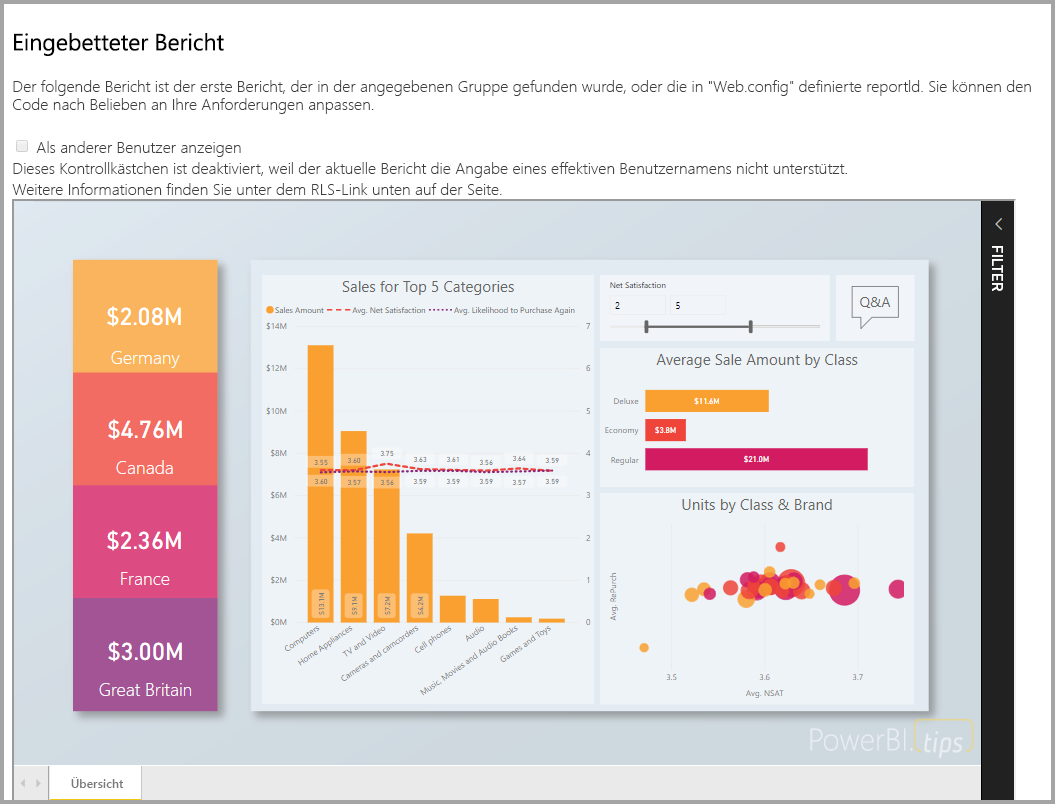 Eingebetteter Bericht
Der folgende Bericht ist der erste Bericht, der in der angegebenen Gruppe gefunden wurde, oder die in "Web.config" definierte reportId. Sie können den
Code nach Belieben an Ihre Anforderungen anpassen.
Als anderer Benutzer anzeigen
Dieses Kontrollkästchen ist deaktiviert, weil der aktuelle Bericht die Angabe eines effektiven Benutzernamens nicht unterstützt.
Weitere Informationen finden Sie unter dem RLS-Link unten auf der Seite.
FILTER
$2.08M
Germany
$4.76M
Canada
$2.36M
France
$3.00M
Great Britain
Sales for Top 5 Categories
Sales Amount Avg. Net Satisfaction Avg. Likelihood to Purchase Again
$14M 7
$12M 6
$10M 5
$8M 4
$6M 3
$4M 2
$2M 1
$0M 0
3.55 3.60 3.75 3.63 3.61 3.56 3.64 3.59
3.60 3.57 3.56 3.59 3.59 3.59 3.57 3.59
$13.1M $9.1M $7.2M $4.2M
Computers
Home Appliances
TV and Video
Cameras and camcorders
Cell phones
Audio
Music, Movies and Audio Books
Games and Toys
Net Satisfaction
2 5
Q&A
Average Sale Amount by Class
Deluxe $11.6M
Economy $3.8M
Regular $21.0M
Units by Class & Brand
Avg. RePurch
3.5 3.6 3.7
Avg. NSAT
PowerBI.tips
Übersicht